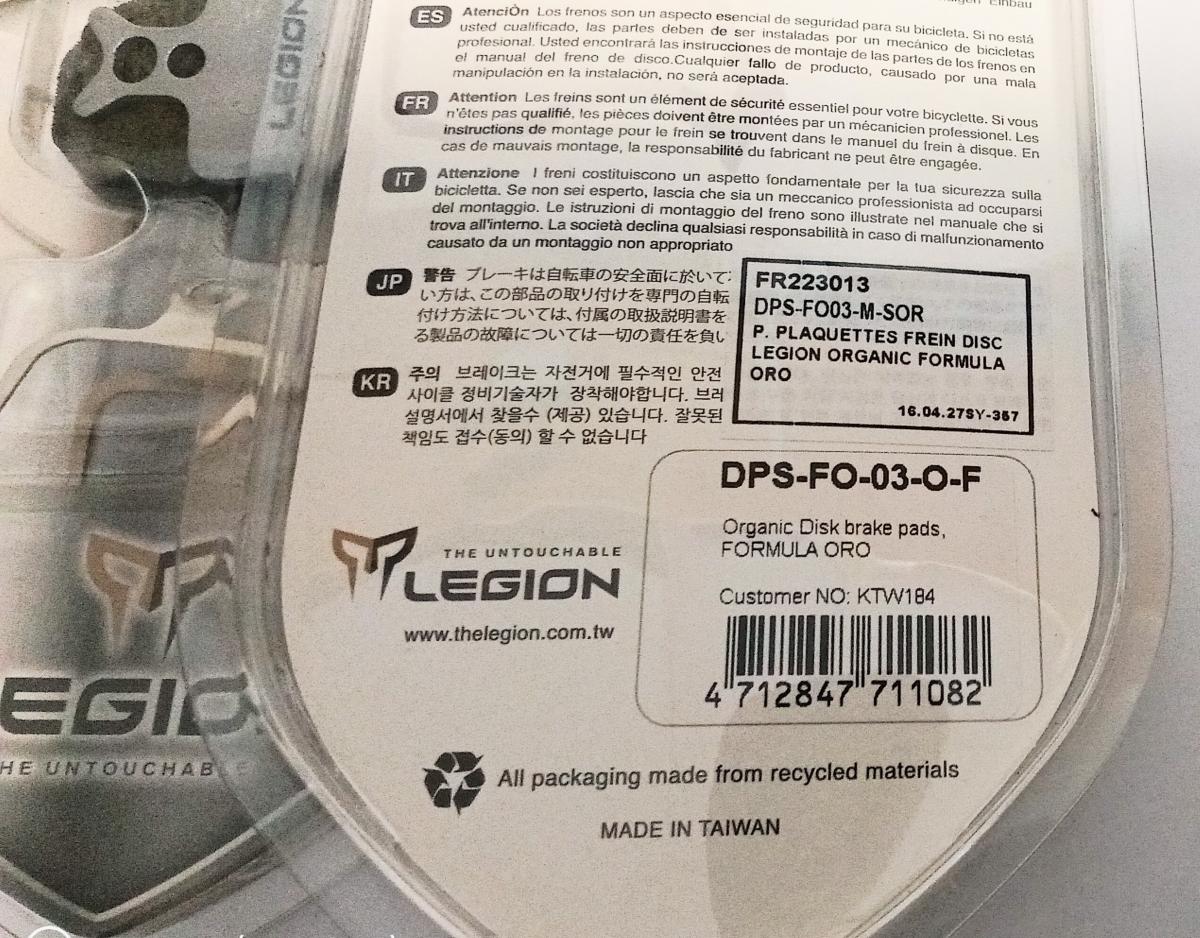 Einbau
ES AtenciÒn Los frenos son un aspecto esencial de seguridad para su bicicleta. Si no está
usted cualificado, las partes deben de ser instaladas por un mecánico de bicicletas
profesional. Usted encontrará las instrucciones de montaje de las partes de los frenos en
el manual del freno de disco.Cualquier fallo de producto, causado por una mala
manipulación en la instalación, no será aceptada.
FR Attention Les freins sont un élément de sécurité essentiel pour votre bicyclette. Si vous
n'êtes pas qualifié, les pièces doivent être montées par un mécanicien professionel. Les
instructions de montage pour le frein se trouvent dans le manuel du frein à disque. En
cas de mauvais montage, la responsabilité du fabricant ne peut être engagée.
IT Attenzione I freni costituiscono un aspetto fondamentale per la tua sicurezza sulla
bicicletta. Se non sei esperto, lascia che sia un meccanico professionista ad occuparsi
del montaggio. Le istruzioni di montaggio del freno sono illustrate nel manuale che si
trova all'interno. La società declina qualsiasi responsabilità in caso di malfunzionamento
causato da un montaggio non appropriato
JP 警告 ブレーキは自転車の安全面に於いて
い方は、この部品の取り付けを専門の自転
付け方法については、付属の取扱説明書を
る製品の故障については一切の責任を負い
KR 주의 브레이크는 자전거에 필수적인 안전
사이클 정비기술자가 장착해야합니다. 브러
설명서에서 찾을수 (제공) 있습니다. 잘못된
책임도 접수(동의) 할 수 없습니다
FR223013
DPS-FO03-M-SOR
P. PLAQUETTES FREIN DISC
LEGION ORGANIC FORMULA
ORO
16.04.27SY-357
DPS-FO-03-O-F
Organic Disk brake pads,
FORMULA ORO
Customer NO: KTW184
4 712847 711082
THE UNTOUCHABLE
LEGION
www.thelegion.com.tw
All packaging made from recycled materials
MADE IN TAIWAN
LEGION
EGIO
HE UNTOUCHABLE